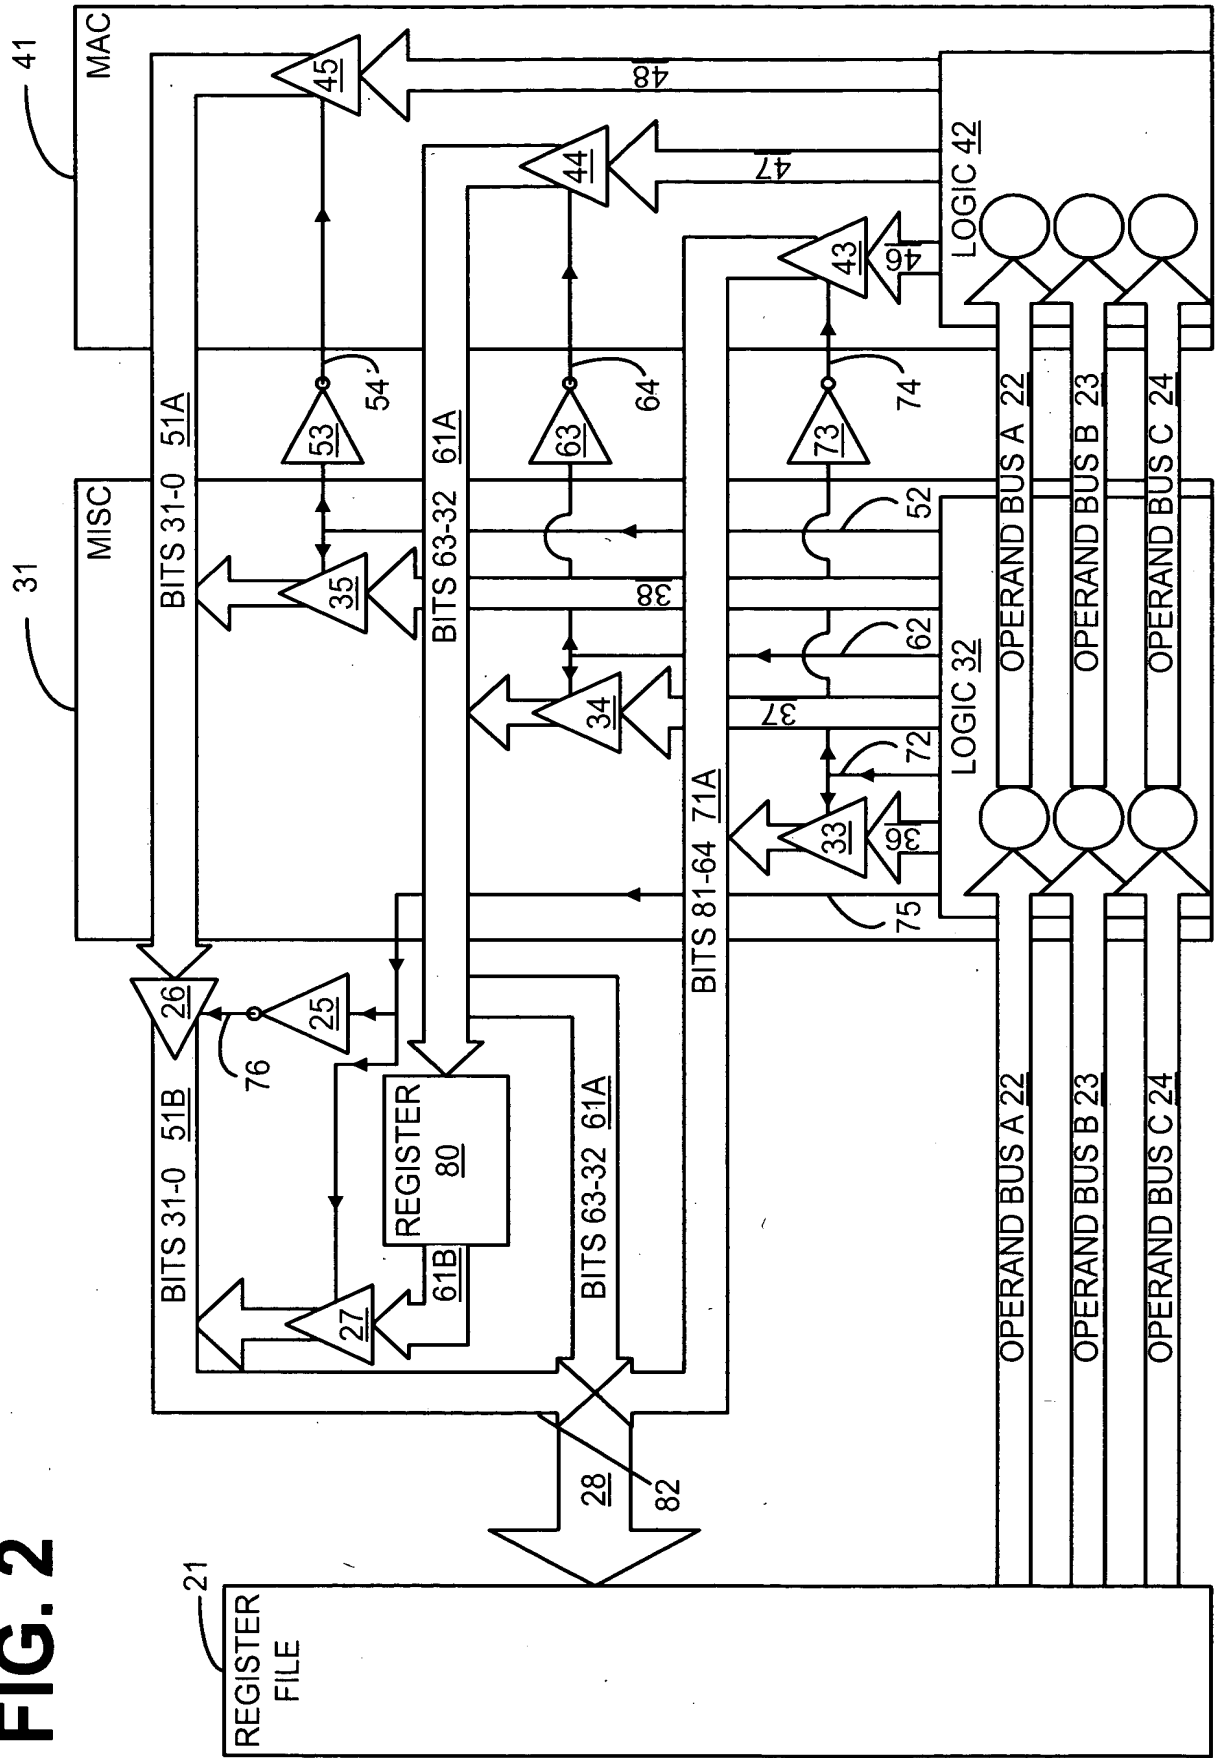 FIG. 2
REGISTER
FILE
21
28
82
BITS 31-0 51B
26
76
25
27
REGISTER
80
61B
BITS 63-32 61A
31
MISC
BITS 31-0 51A
35
BITS 63-32 61A
34
38
37
BITS 81-64 71A
33
36
75
72
62
52
LOGIC 32
41
MAC
53
54
63
64
73
74
45
48
44
47
43
46
LOGIC 42
OPERAND BUS A 22
OPERAND BUS B 23
OPERAND BUS C 24
OPERAND BUS A 22
OPERAND BUS B 23
OPERAND BUS C 24